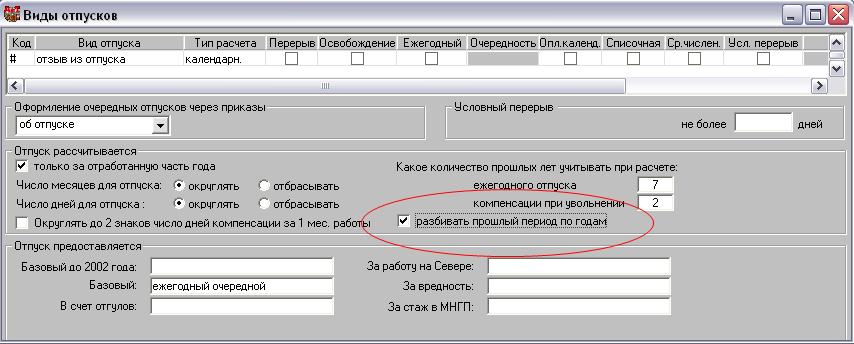 Виды отпусков
Код Вид отпуска Тип расчета Перерыв Освобождение Ежегодный Очередность Опл.календ. Списочная Ср.числен. Усл. перерыв
# отзыв из отпуска календарн.
Оформление очередных отпусков через приказы
Условный перерыв
об отпуске
не более дней
Отпуск рассчитывается
только за отработанную часть года
Какое количество прошлых лет учитывать при расчете:
Число месяцев для отпуска: округлять отбрасывать
ежегодного отпуска 7
Число дней для отпуска : округлять отбрасывать
компенсации при увольнении 2
Округлять до 2 знаков число дней компенсации за 1 мес. работы
разбивать прошлый период по годам
Отпуск предоставляется
Базовый до 2002 года:
За работу на Севере:
Базовый: ежегодный очередной
За вредность:
В счет отгулов:
За стаж в МНГП: